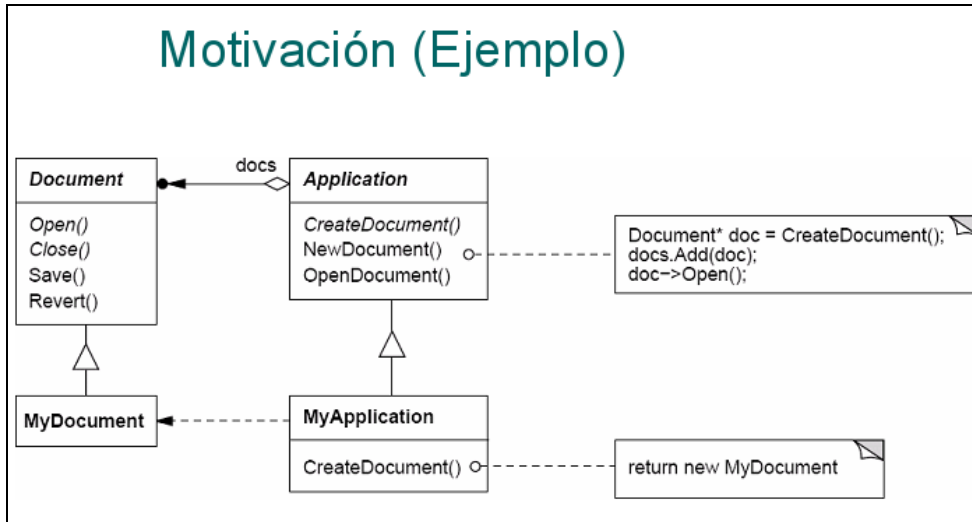 Motivación (Ejemplo)
docs
Document
Open()
Close()
Save()
Revert()
Application
CreateDocument()
NewDocument()
OpenDocument()
Document* doc = CreateDocument();
docs.Add(doc);
doc->Open();
MyDocument
MyApplication
CreateDocument()
return new MyDocument